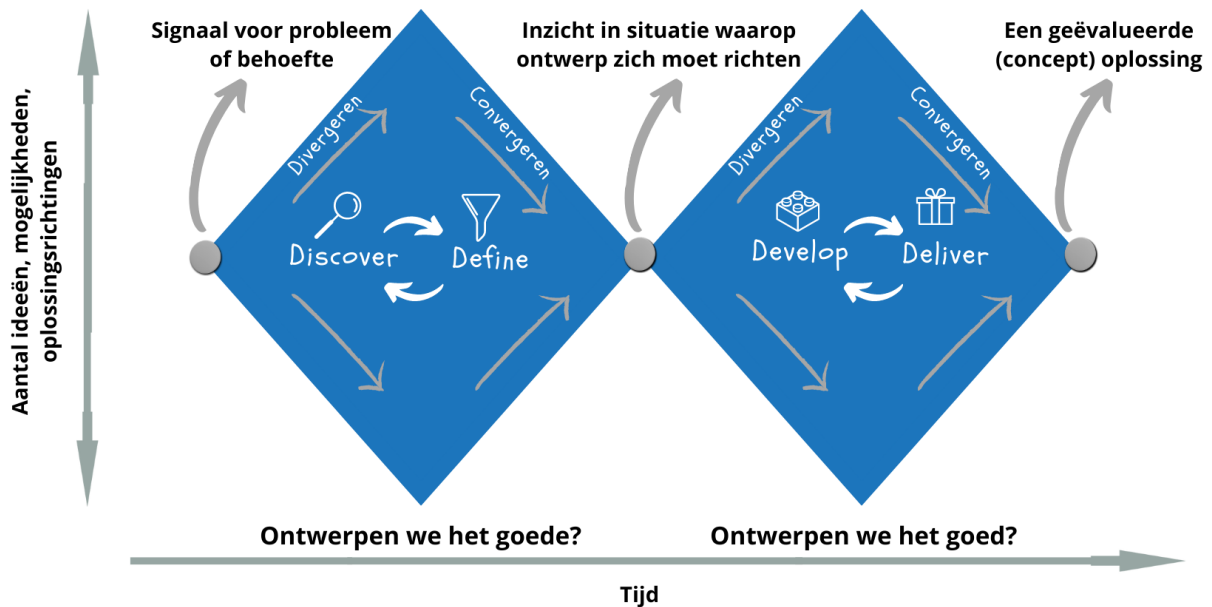 Signaal voor probleem
of behoefte
Inzicht in situatie waarop
ontwerp zich moet richten
Een geëvalueerde
(concept) oplossing
Aantal ideeën, mogelijkheden,
oplossingsrichtingen
Divergeren
Convergeren
Divergeren
Convergeren
Discover
Define
Develop
Deliver
Ontwerpen we het goede?
Ontwerpen we het goed?
Tijd